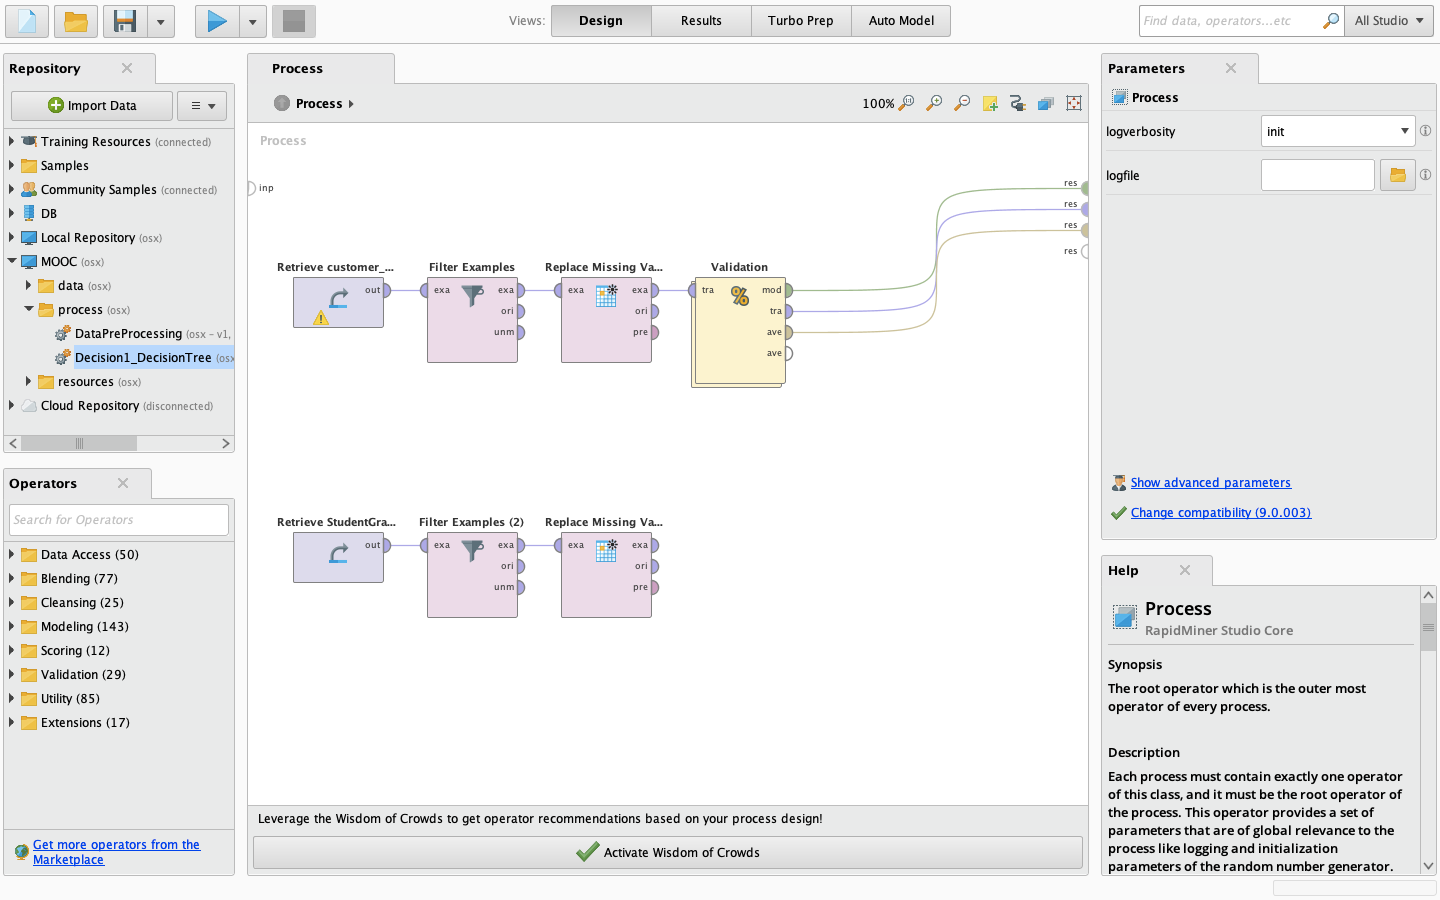 Views:
Design
Results
Turbo Prep
Auto Model
Find data, operators...etc
All Studio
Repository
Import Data
Training Resources (connected)
Samples
Community Samples (connected)
DB
Local Repository (osx)
MOOC (osx)
data (osx)
process (osx)
DataPreProcessing (osx – v1,
Decision1_DecisionTree (osx
resources (osx)
Cloud Repository (disconnected)
Operators
Search for Operators
Data Access (50)
Blending (77)
Cleansing (25)
Modeling (143)
Scoring (12)
Validation (29)
Utility (85)
Extensions (17)
Get more operators from the
Marketplace
Process
Process
100%
Process
inp
res
res
res
res
Retrieve customer_...
out
Filter Examples
exa exa
ori
unm
Replace Missing Va...
exa exa
ori
pre
Validation
tra mod
tra
ave
ave
Retrieve StudentGra...
out
Filter Examples (2)
exa exa
ori
unm
Replace Missing Va...
exa exa
ori
pre
Leverage the Wisdom of Crowds to get operator recommendations based on your process design!
Activate Wisdom of Crowds
Parameters
Process
logverbosity
init
logfile
Show advanced parameters
Change compatibility (9.0.003)
Help
Process
RapidMiner Studio Core
Synopsis
The root operator which is the outer most
operator of every process.
Description
Each process must contain exactly one operator
of this class, and it must be the root operator of
the process. This operator provides a set of
parameters that are of global relevance to the
process like logging and initialization
parameters of the random number generator.